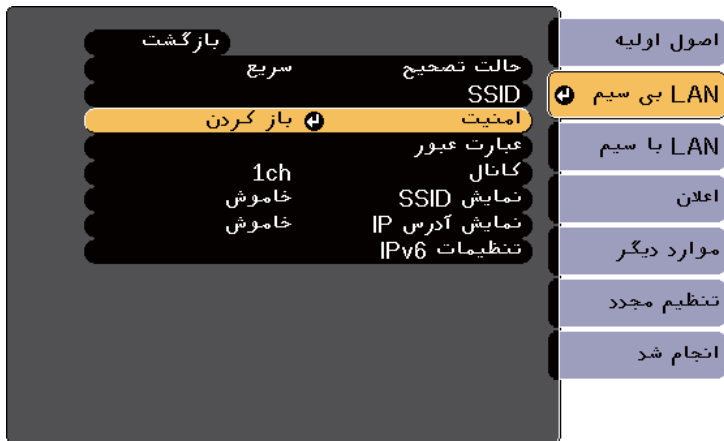 اصول اولیه
LAN بی سیم
LAN با سیم
اعلان
موارد دیگر
تنظیم مجدد
انجام شد
بازگشت
حالت تصحیح سریع
SSID
امنیت باز کردن
عبارت عبور
کانال 1ch
نمایش SSID خاموش
نمایش آدرس IP خاموش
تنظیمات IPv6